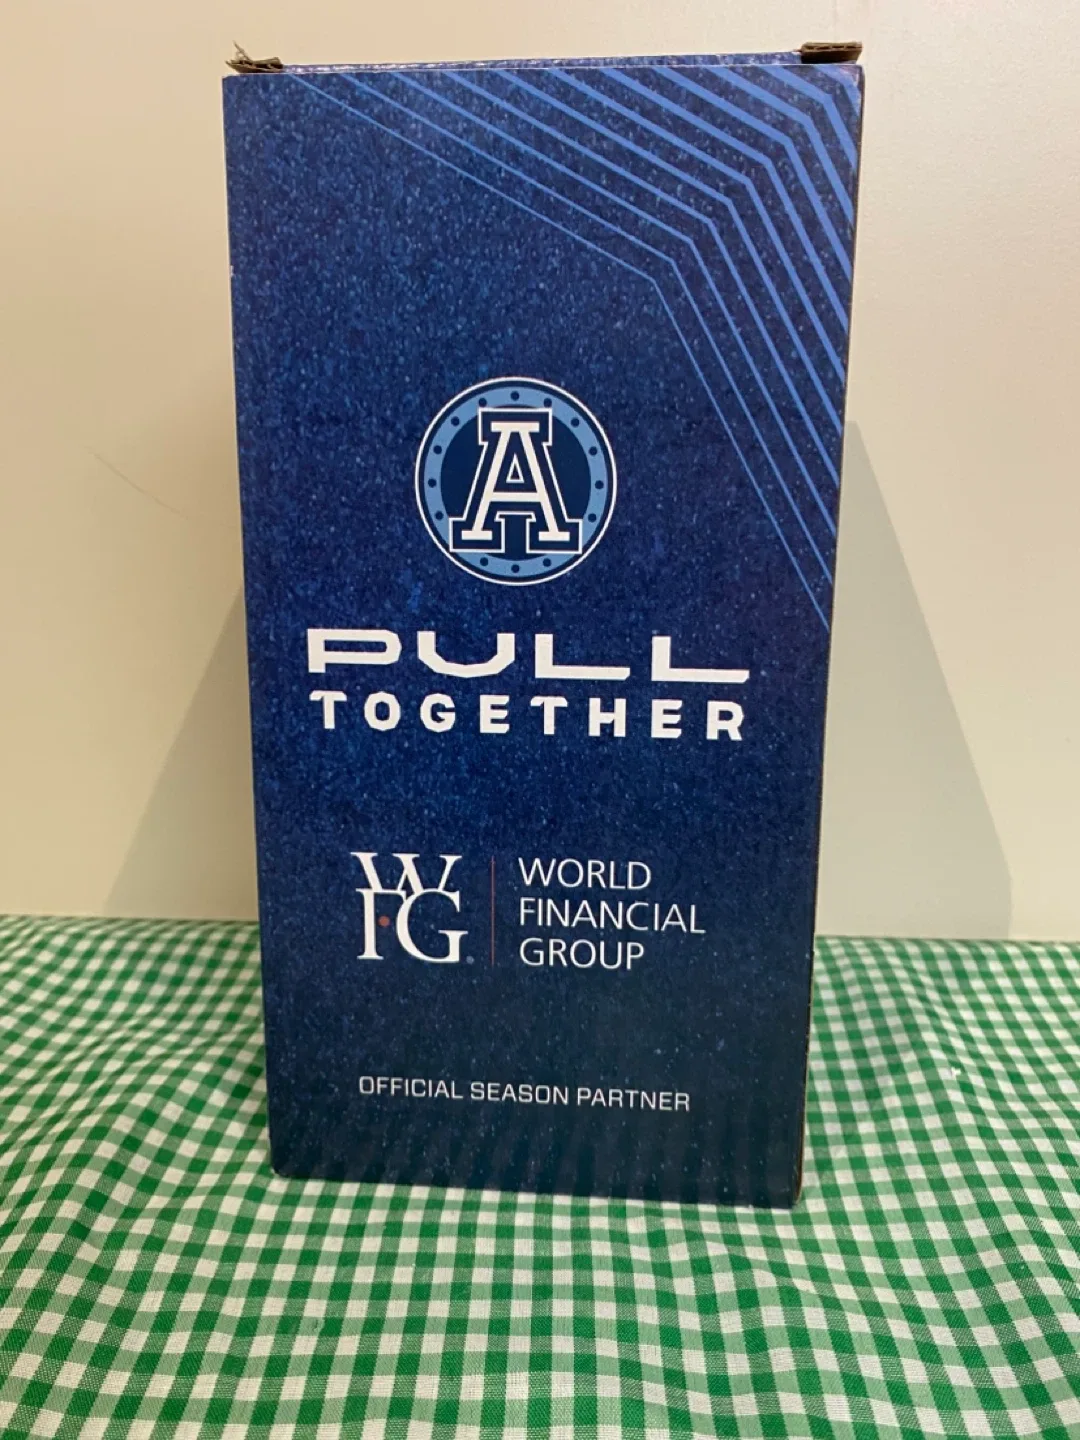 A
PULL
TOGETHER
WFG®
WORLD
FINANCIAL
GROUP
OFFICIAL SEASON PARTNER